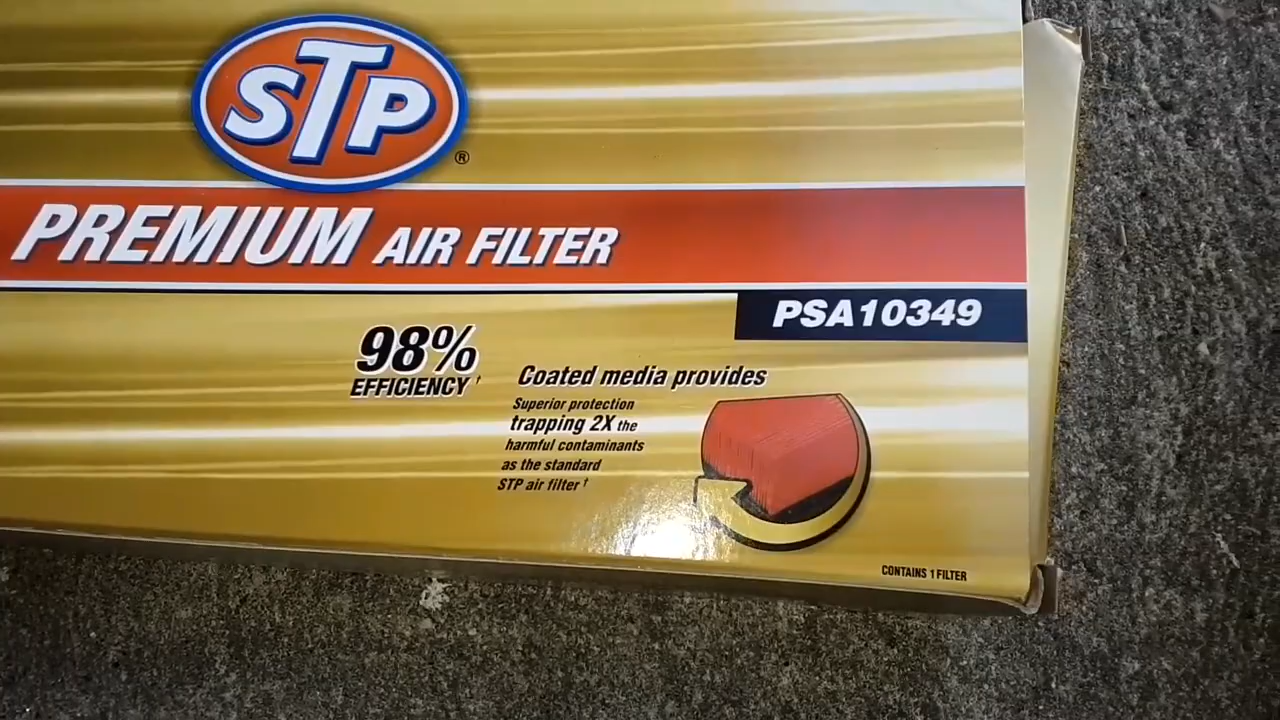 STP®
PREMIUM AIR FILTER
PSA10349
98%
EFFICIENCY†
Coated media provides
Superior protection
trapping 2X the
harmful contaminants
as the standard
STP air filter†
CONTAINS 1 FILTER